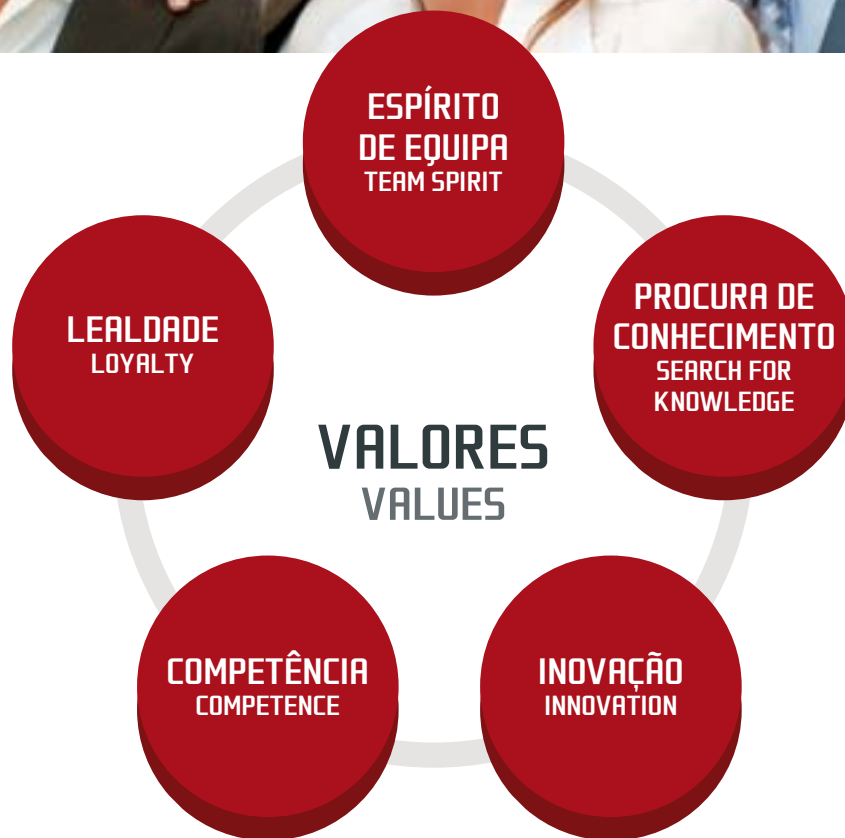 ESPÍRITO
DE EQUIPA
TEAM SPIRIT
PROCURA DE
CONHECIMENTO
SEARCH FOR
KNOWLEDGE
LEALDADE
LOYALTY
VALORES
VALUES
COMPETÊNCIA
COMPETENCE
INOVAÇÃO
INNOVATION